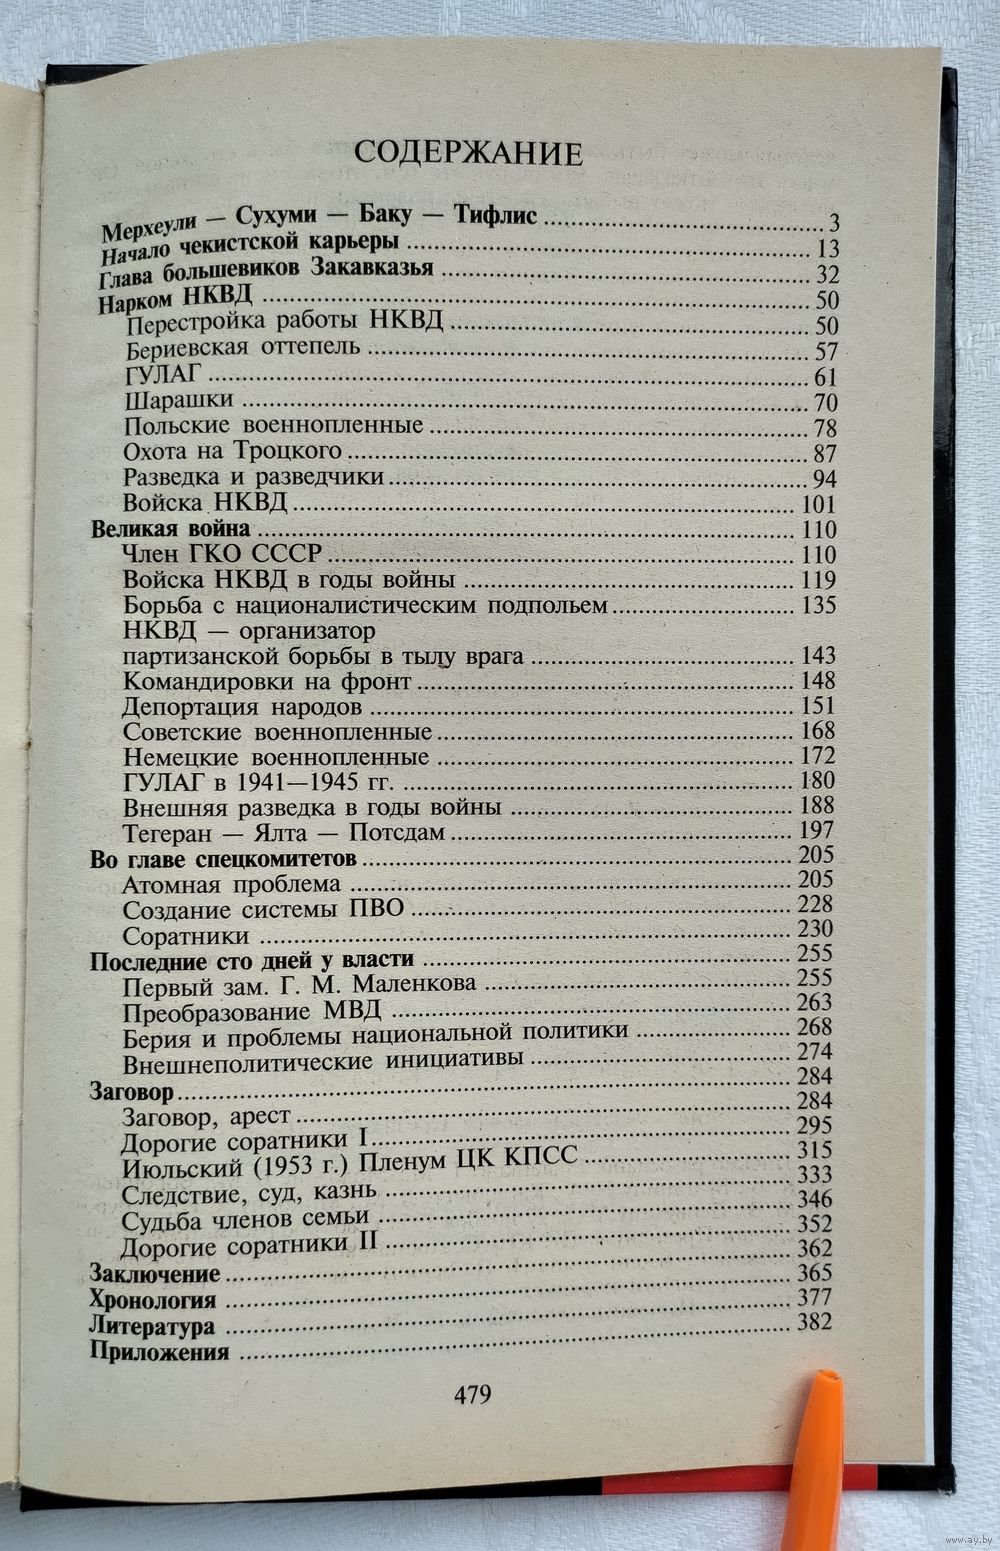 СОДЕРЖАНИЕ
Мерхеули — Сухуми — Баку — Тифлис ........ 3
Начало чекистской карьеры ........ 13
Глава большевиков Закавказья ........ 32
Нарком НКВД ........ 50
Перестройка работы НКВД ........ 50
Бериевская оттепель ........ 57
ГУЛАГ ........ 61
Шарашки ........ 70
Польские военнопленные ........ 78
Охота на Троцкого ........ 87
Разведка и разведчики ........ 94
Войска НКВД ........ 101
Великая война ........ 110
Член ГКО СССР ........ 110
Войска НКВД в годы войны ........ 119
Борьба с националистическим подпольем ........ 135
НКВД — организатор
партизанской борьбы в тылу врага ........ 143
Командировки на фронт ........ 148
Депортация народов ........ 151
Советские военнопленные ........ 168
Немецкие военнопленные ........ 172
ГУЛАГ в 1941—1945 гг. ........ 180
Внешняя разведка в годы войны ........ 188
Тегеран — Ялта — Потсдам ........ 197
Во главе спецкомитетов ........ 205
Атомная проблема ........ 205
Создание системы ПВО ........ 228
Соратники ........ 230
Последние сто дней у власти ........ 255
Первый зам. Г. М. Маленкова ........ 255
Преобразование МВД ........ 263
Берия и проблемы национальной политики ........ 268
Внешнеполитические инициативы ........ 274
Заговор ........ 284
Заговор, арест ........ 284
Дорогие соратники I ........ 295
Июльский (1953 г.) Пленум ЦК КПСС ........ 315
Следствие, суд, казнь ........ 333
Судьба членов семьи ........ 346
Дорогие соратники II ........ 352
Заключение ........ 362
Хронология ........ 365
Литература ........ 377
Приложения ........ 382
479
www.ay.by